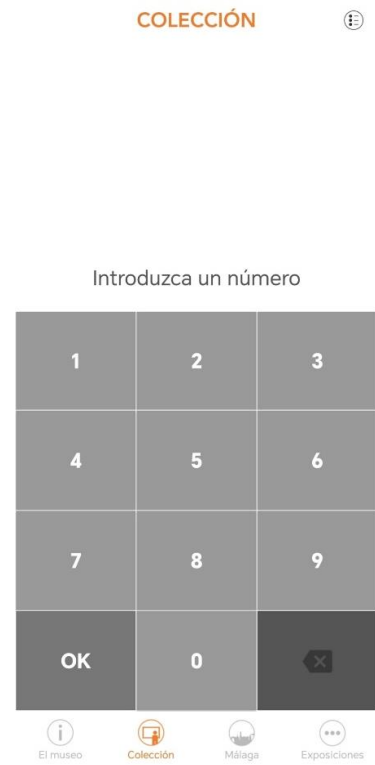 COLECCIÓN
Introduzca un número
1 2 3
4 5 6
7 8 9
OK 0
El museo Colección Málaga Exposiciones